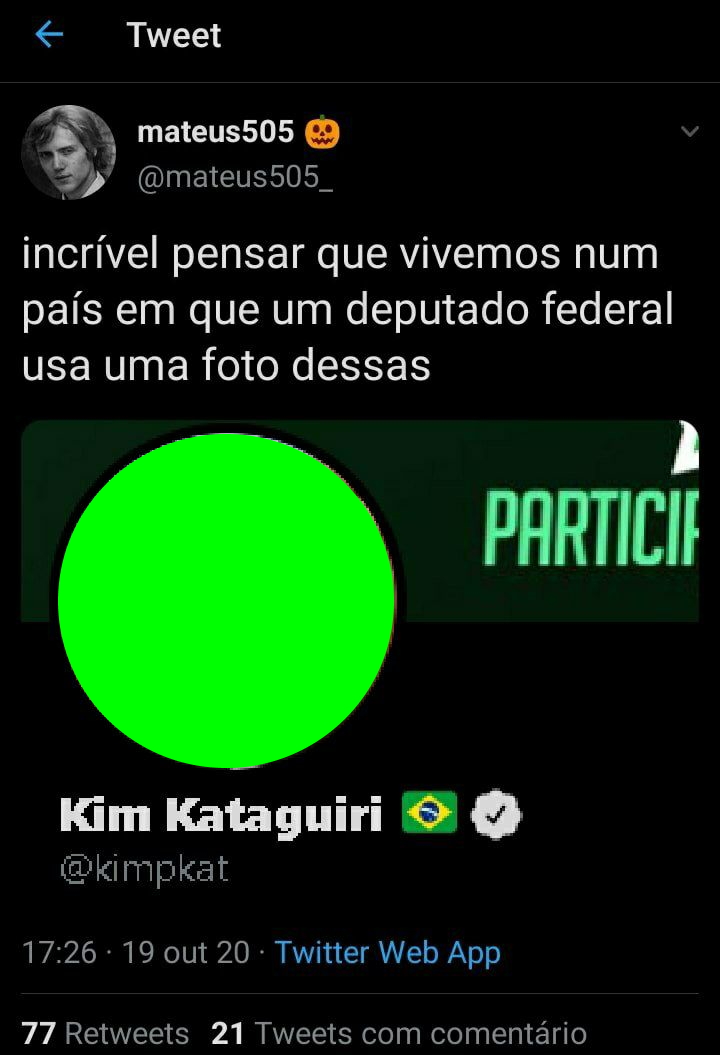 Tweet
mateus505 🎃
@mateus505_
incrível pensar que vivemos num
país em que um deputado federal
usa uma foto dessas
Kim Kataguiri 🇧🇷
@kimpkat
17:26 · 19 out 20 · Twitter Web App
77 Retweets 21 Tweets com comentário